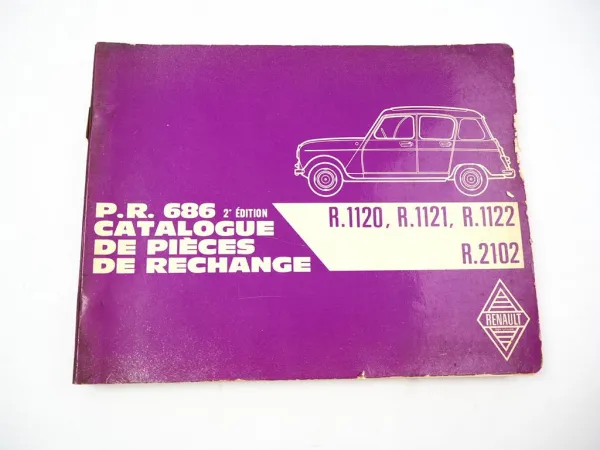 P.R. 686 2e ÉDITION
CATALOGUE
DE PIÈCES
DE RECHANGE
R.1120, R.1121, R.1122
R.2102
RENAULT